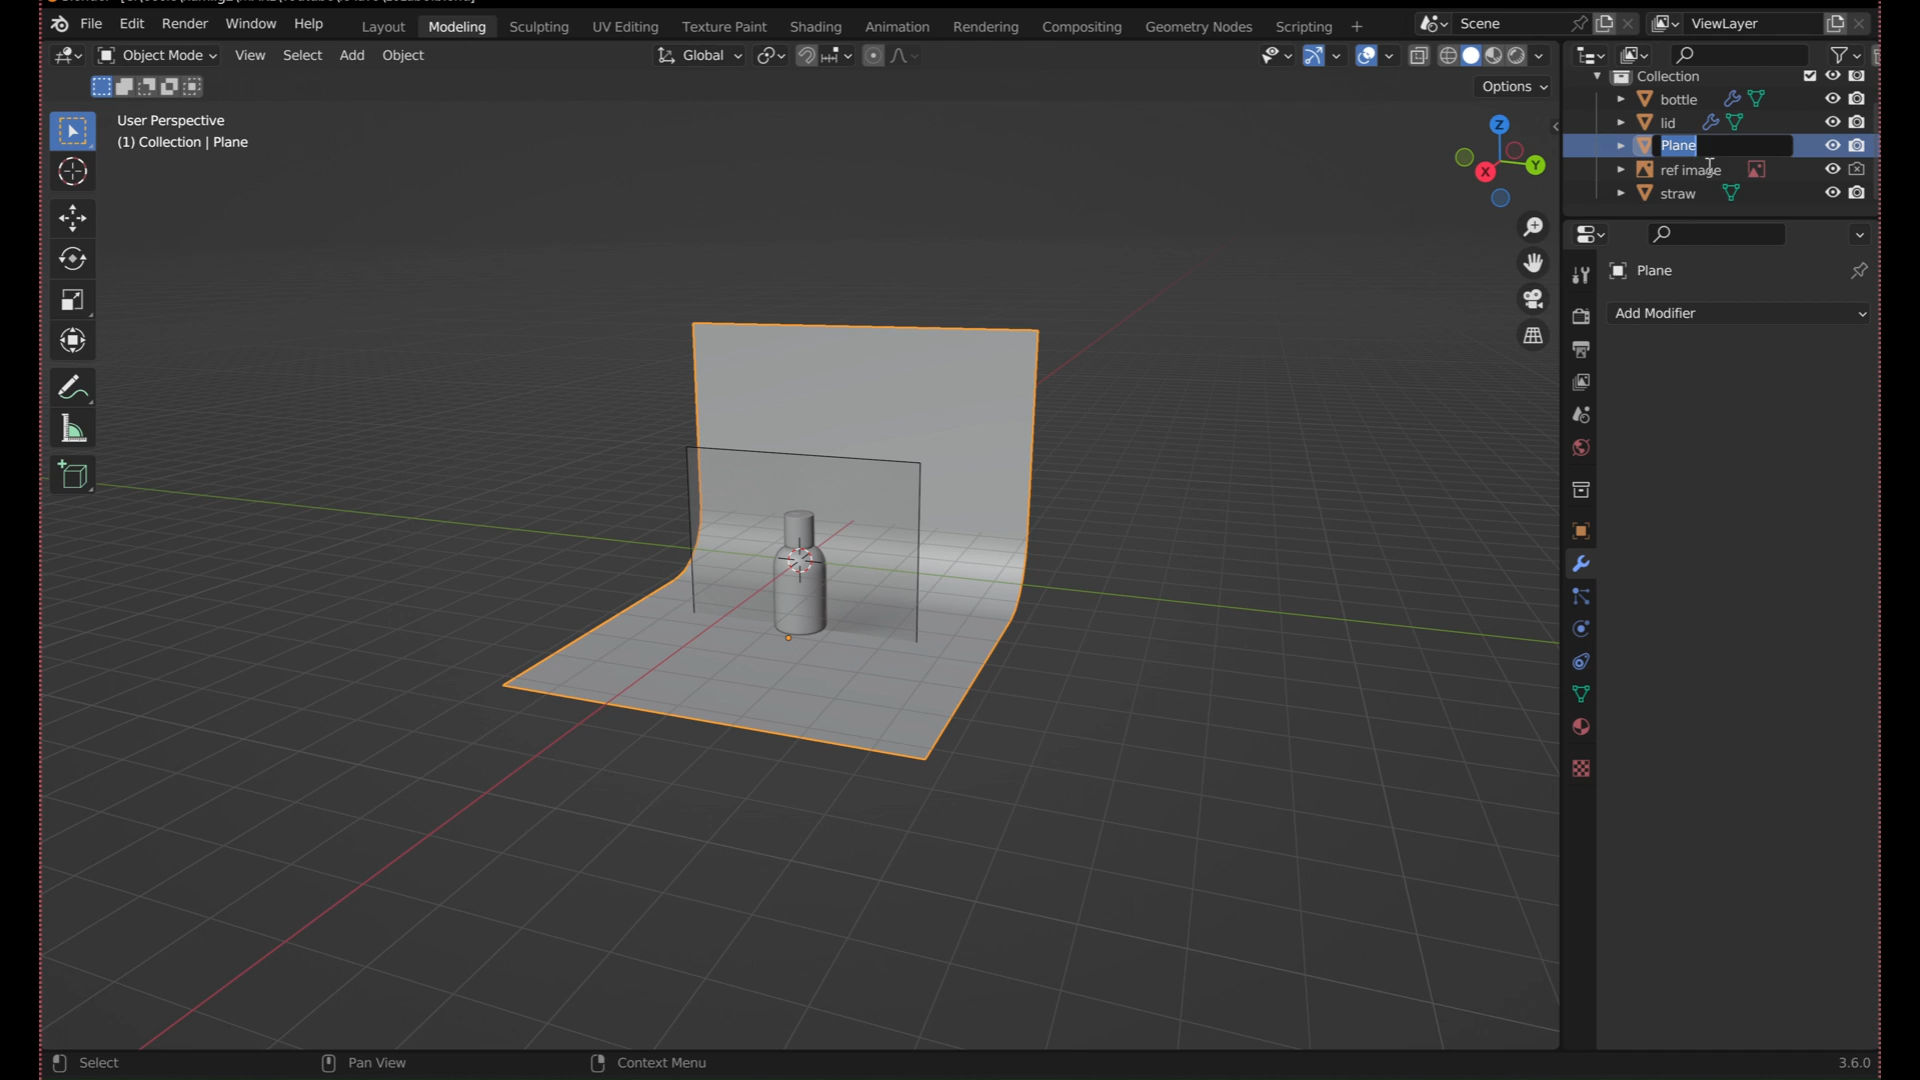 File Edit Render Window Help
Layout Modeling Sculpting UV Editing Texture Paint Shading Animation Rendering Compositing Geometry Nodes Scripting +
Scene
ViewLayer
Object Mode View Select Add Object
Global
Options
User Perspective
(1) Collection | Plane
Z
Y
X
Collection
bottle
lid
Plane
ref image
straw
Plane
Add Modifier
Select
Pan View
Context Menu
3.6.0